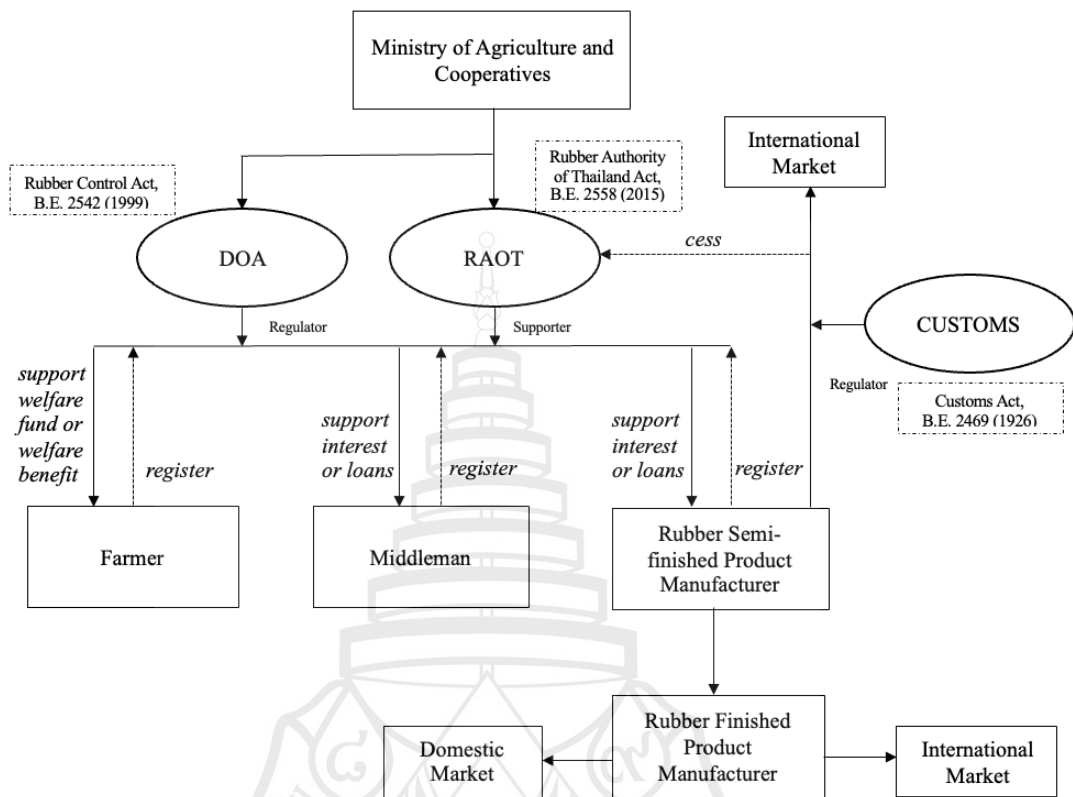 Ministry of Agriculture and
Cooperatives
International
Market
Rubber Control Act,
B.E. 2542 (1999)
Rubber Authority
of Thailand Act,
B.E. 2558 (2015)
DOA
RAOT
cess
CUSTOMS
Regulator
Supporter
Regulator
Customs Act,
B.E. 2469 (1926)
support
welfare
fund or
welfare
benefit
register
support
interest
or loans
register
support
interest
or loans
register
Farmer
Middleman
Rubber Semi-
finished Product
Manufacturer
Domestic
Market
Rubber Finished
Product
Manufacturer
International
Market